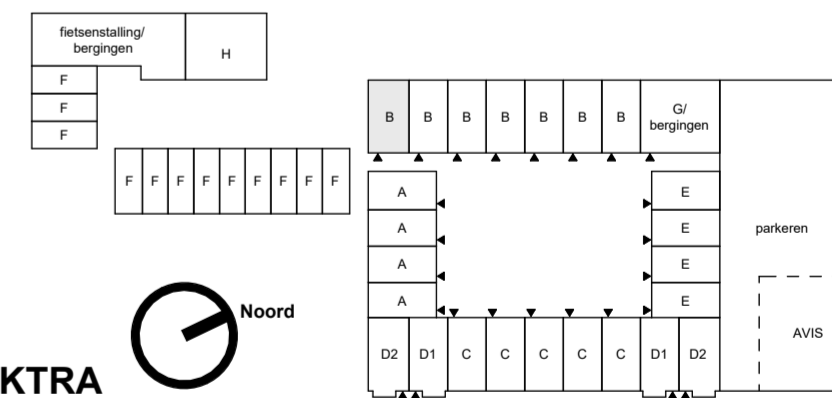 fietsenstalling/
bergingen
H
F
F
F
F F F F F F F F F
B B B B B B B
G/
bergingen
A
A
A
A
E
E
E
E
parkeren
AVIS
D2 D1 C C C C C D1 D2
Noord
KTRA